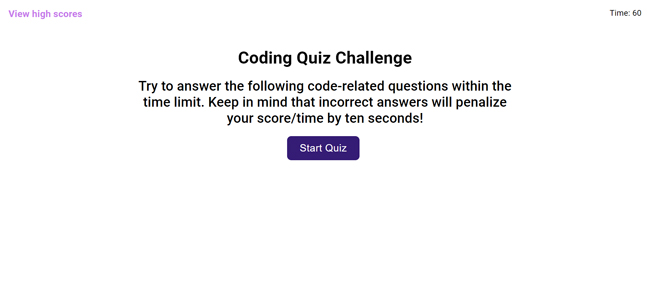 View high scores
Time: 60
Coding Quiz Challenge
Try to answer the following code-related questions within the
time limit. Keep in mind that incorrect answers will penalize
your score/time by ten seconds!
Start Quiz